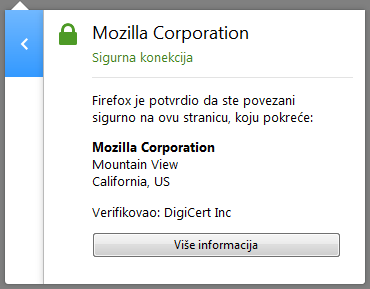 Mozilla Corporation
Sigurna konekcija
Firefox je potvrdio da ste povezani
sigurno na ovu stranicu, koju pokreće:
Mozilla Corporation
Mountain View
California, US
Verifikovao: DigiCert Inc
Više informacija